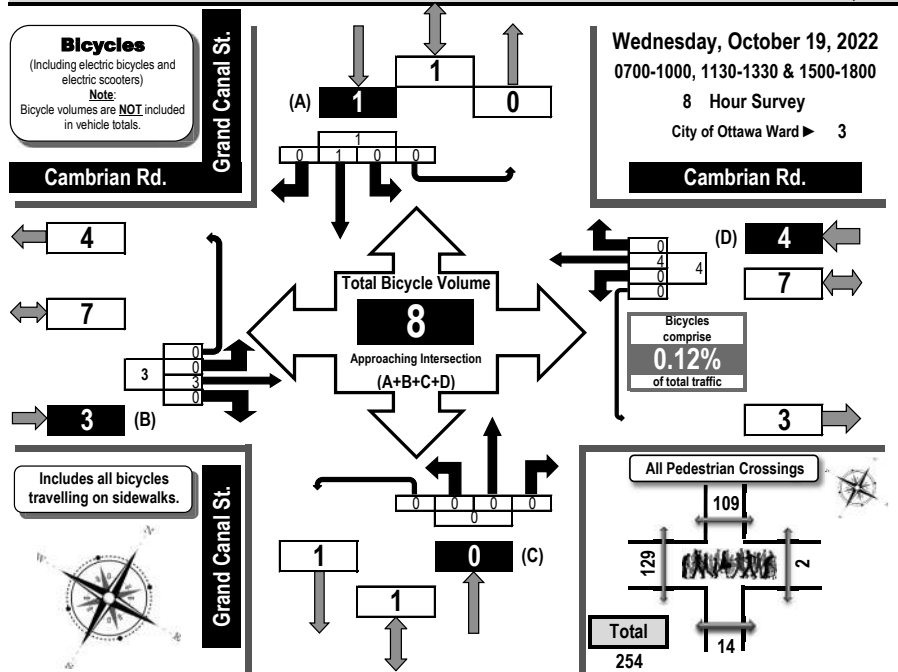 Bicycles
(Including electric bicycles and
electric scooters)
Note:
Bicycle volumes are NOT included
in vehicle totals.
Grand Canal St.
Cambrian Rd.
1
(A) 1
0
1
0 1 0 0
Wednesday, October 19, 2022
0700-1000, 1130-1330 & 1500-1800
8 Hour Survey
City of Ottawa Ward ► 3
Cambrian Rd.
4
7
0
0
3
0
3
3 (B)
Total Bicycle Volume
8
Approaching Intersection
(A+B+C+D)
0
4
0
0
4
(D) 4
7
Bicycles
comprise
0.12%
of total traffic
3
Includes all bicycles
travelling on sidewalks.
Grand Canal St.
N
W
E
S
0 0 0 0
0
1
0 (C)
1
All Pedestrian Crossings
109
129
2
14
Total
254